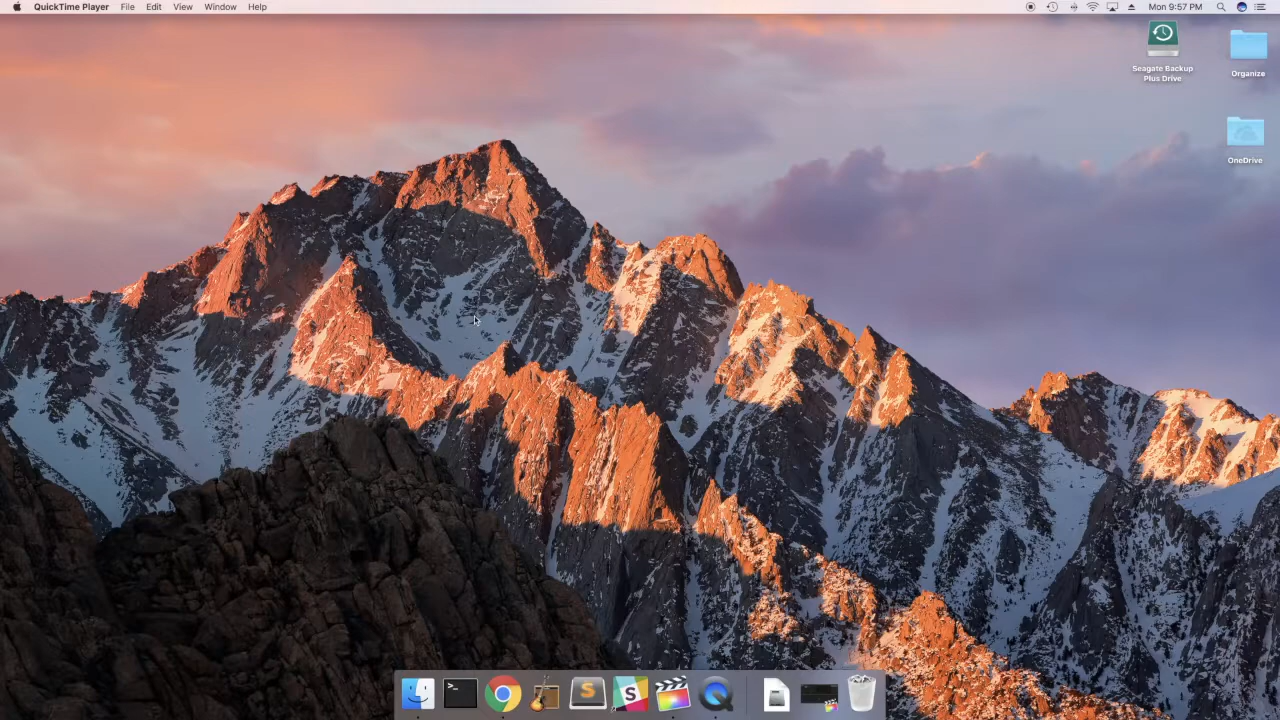 QuickTime Player File Edit View Window Help Mon 9:57 PM
Seagate Backup
Plus Drive
Organize
OneDrive
>_
S
S